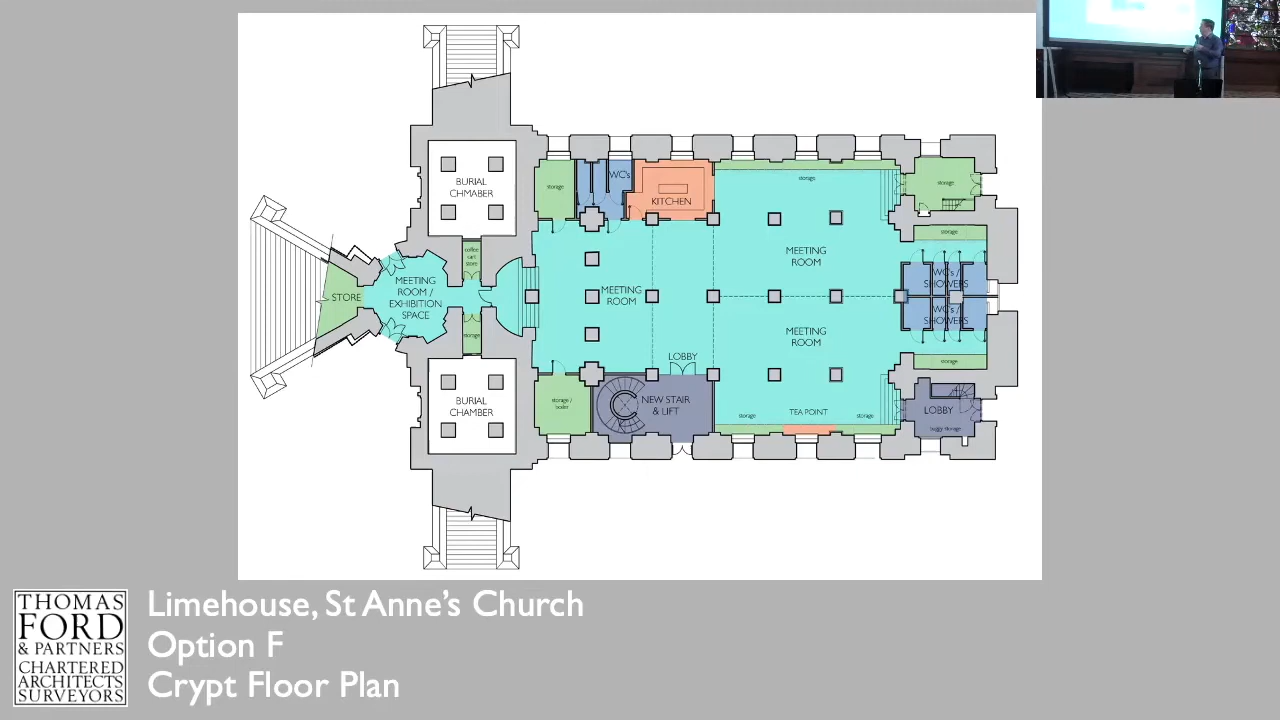 BURIAL
CHMABER
storage
WC's
KITCHEN
storage
storage
storage
coffee
cart
store
MEETING
ROOM /
EXHIBITION
SPACE
STORE
storage
MEETING
ROOM
MEETING
ROOM
MEETING
ROOM
WC's /
SHOWERS
WC's /
SHOWERS
storage
LOBBY
BURIAL
CHAMBER
storage /
boiler
NEW STAIR
& LIFT
storage
TEA POINT
storage
LOBBY
buggy storage
THOMAS
FORD
& PARTNERS
CHARTERED
ARCHITECTS
SURVEYORS
Limehouse, St Anne's Church
Option F
Crypt Floor Plan